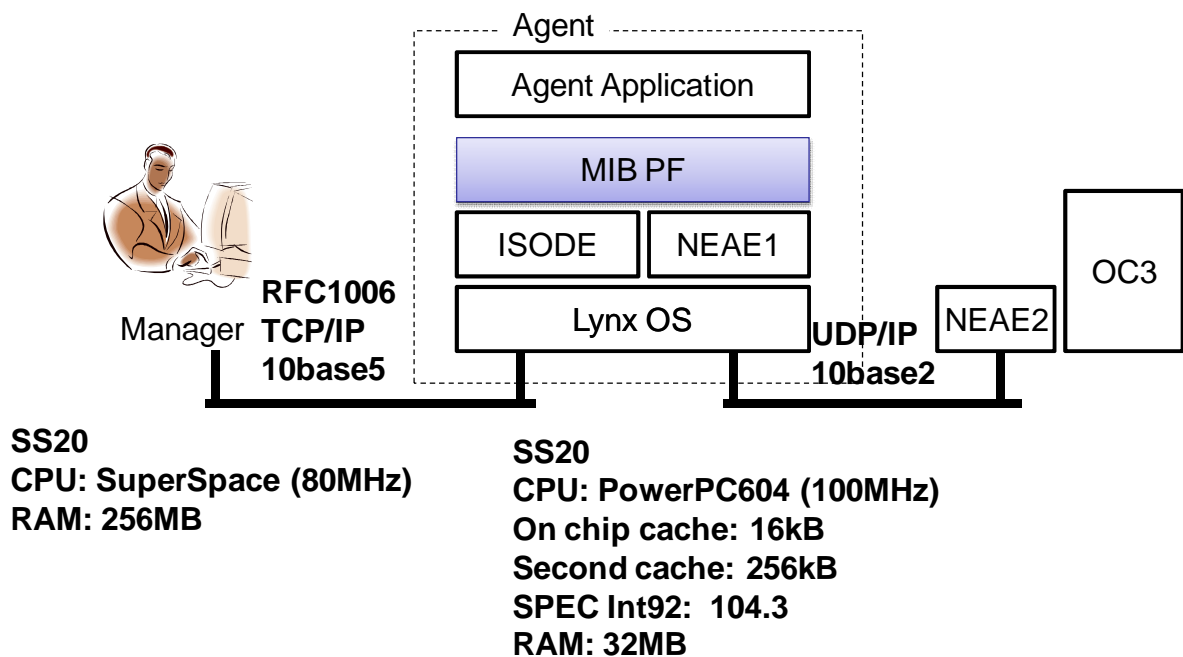 Agent
Agent Application
MIB PF
ISODE
NEAE1
Lynx OS
Manager
RFC1006
TCP/IP
10base5
UDP/IP
10base2
NEAE2
OC3
SS20
CPU: SuperSpace (80MHz)
RAM: 256MB
SS20
CPU: PowerPC604 (100MHz)
On chip cache: 16kB
Second cache: 256kB
SPEC Int92: 104.3
RAM: 32MB